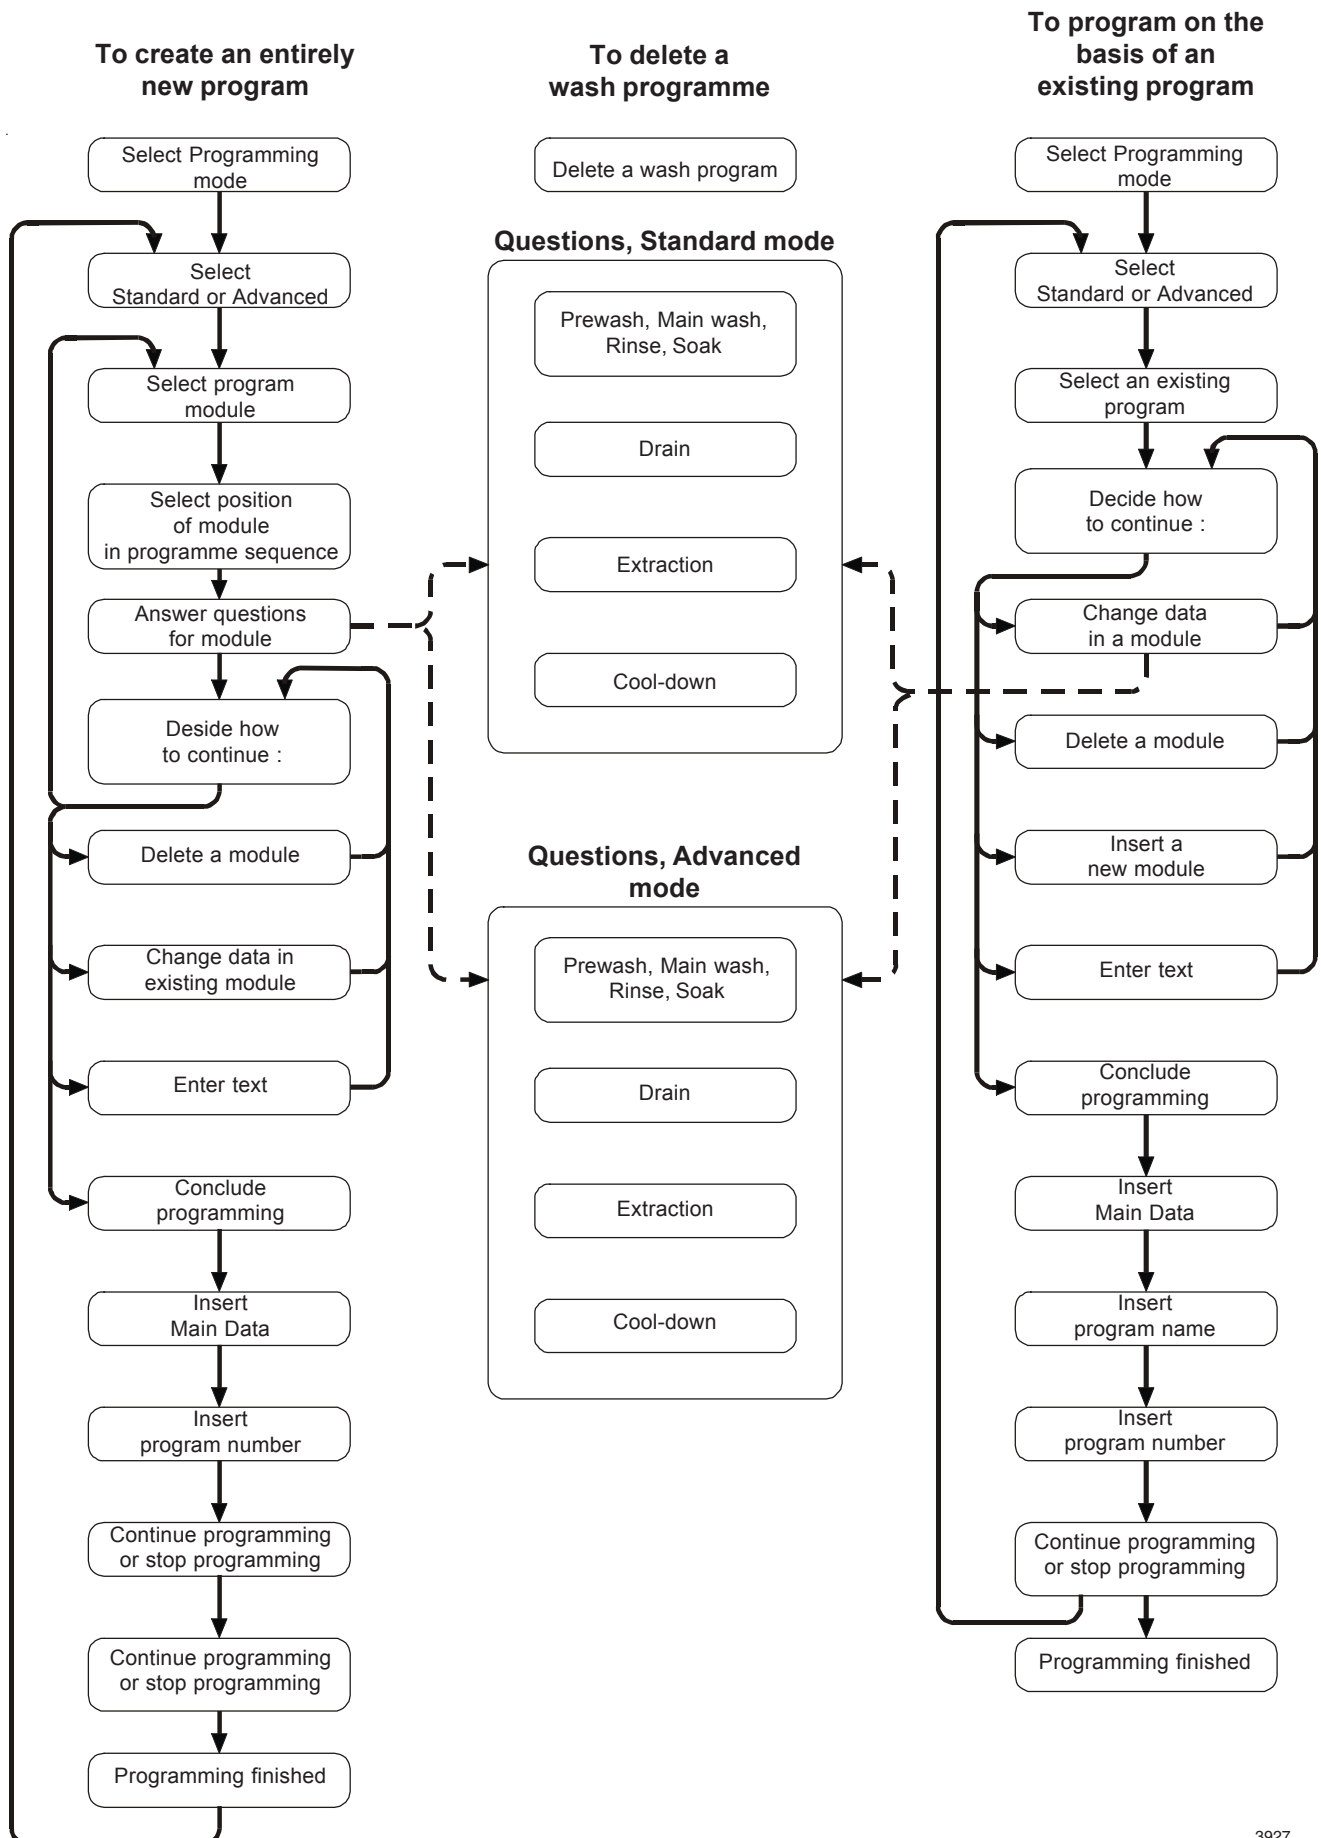 To create an entirely
new program
Select Programming
mode
Select
Standard or Advanced
Select program
module
Select position
of module
in programme sequence
Answer questions
for module
Deside how
to continue :
Delete a module
Change data in
existing module
Enter text
Conclude
programming
Insert
Main Data
Insert
program number
Continue programming
or stop programming
Continue programming
or stop programming
Programming finished
To delete a
wash programme
Delete a wash program
Questions, Standard mode
Prewash, Main wash,
Rinse, Soak
Drain
Extraction
Cool-down
Questions, Advanced
mode
Prewash, Main wash,
Rinse, Soak
Drain
Extraction
Cool-down
To program on the
basis of an
existing program
Select Programming
mode
Select
Standard or Advanced
Select an existing
program
Decide how
to continue :
Change data
in a module
Delete a module
Insert a
new module
Enter text
Conclude
programming
Insert
Main Data
Insert
program name
Insert
program number
Continue programming
or stop programming
Programming finished
3927